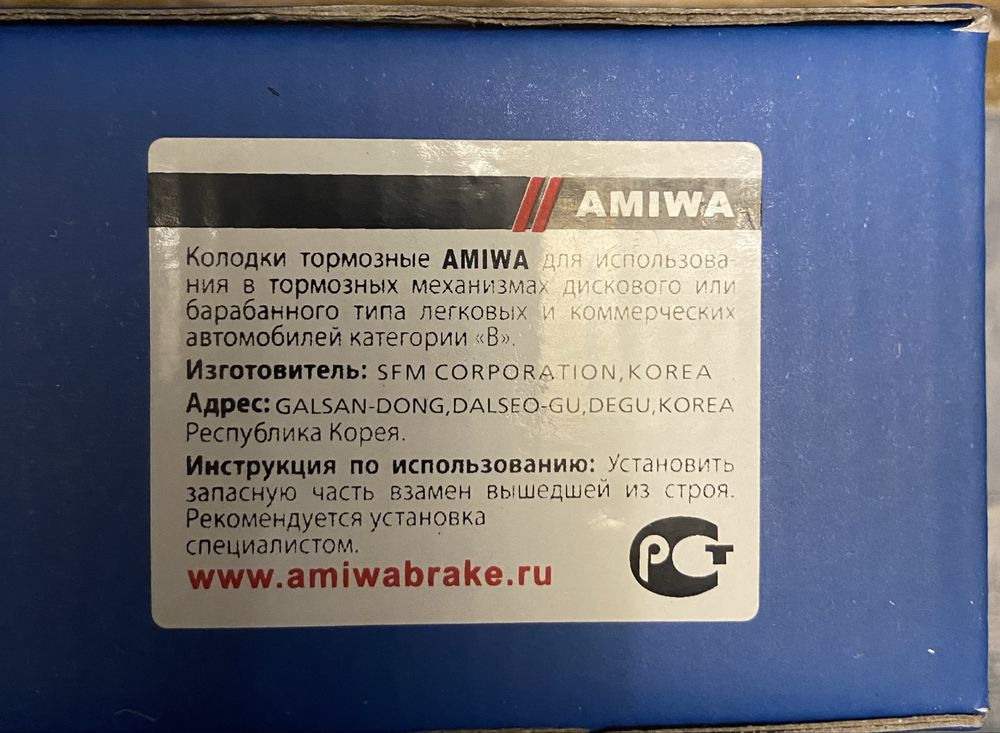 AMIWA
Колодки тормозные AMIWA для использова-
ния в тормозных механизмах дискового или
барабанного типа легковых и коммерческих
автомобилей категории «В».
Изготовитель: SFM CORPORATION,KOREA
Адрес: GALSAN-DONG,DALSEO-GU,DEGU,KOREA
Республика Корея.
Инструкция по использованию: Установить
запасную часть взамен вышедшей из строя.
Рекомендуется установка
специалистом.
www.amiwabrake.ru
РСТ